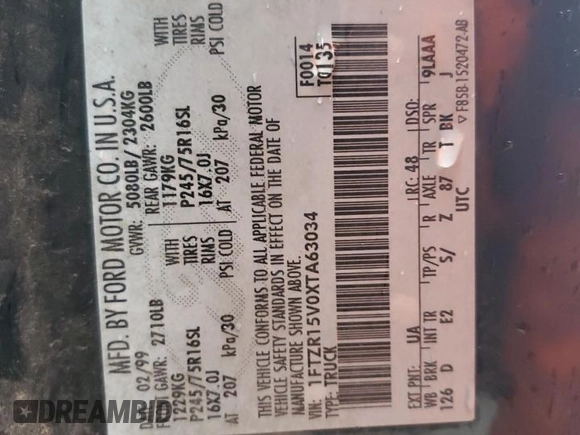 MFD. BY FORD MOTOR CO. IN U.S.A.
DATE: 02/99 GVWR: 5080LB/ 2304KG
FRONT GAWR: 2710LB REAR GAWR: 2600LB
1229KG WITH 1179KG WITH
P245/75R16SL TIRES P245/75R16SL TIRES
16X7.0J RIMS 16X7.0J RIMS
AT 207 kPa/30 PSI COLD AT 207 kPa/30 PSI COLD
THIS VEHICLE CONFORMS TO ALL APPLICABLE FEDERAL MOTOR
VEHICLE SAFETY STANDARDS IN EFFECT ON THE DATE OF
MANUFACTURE SHOWN ABOVE.
VIN: 1FTZR15V0XTA63034
TYPE: TRUCK
F0014
T0135
EXT PNT: UA RC: 48 DSO: 9LAAA
WB BRK INT TR TP/PS R AXLE TR SPR
126 D E2 S/ Z 87 T BK J
UTC
▽ F85B-1520472-AB
DREAMBID
CARS FROM USA